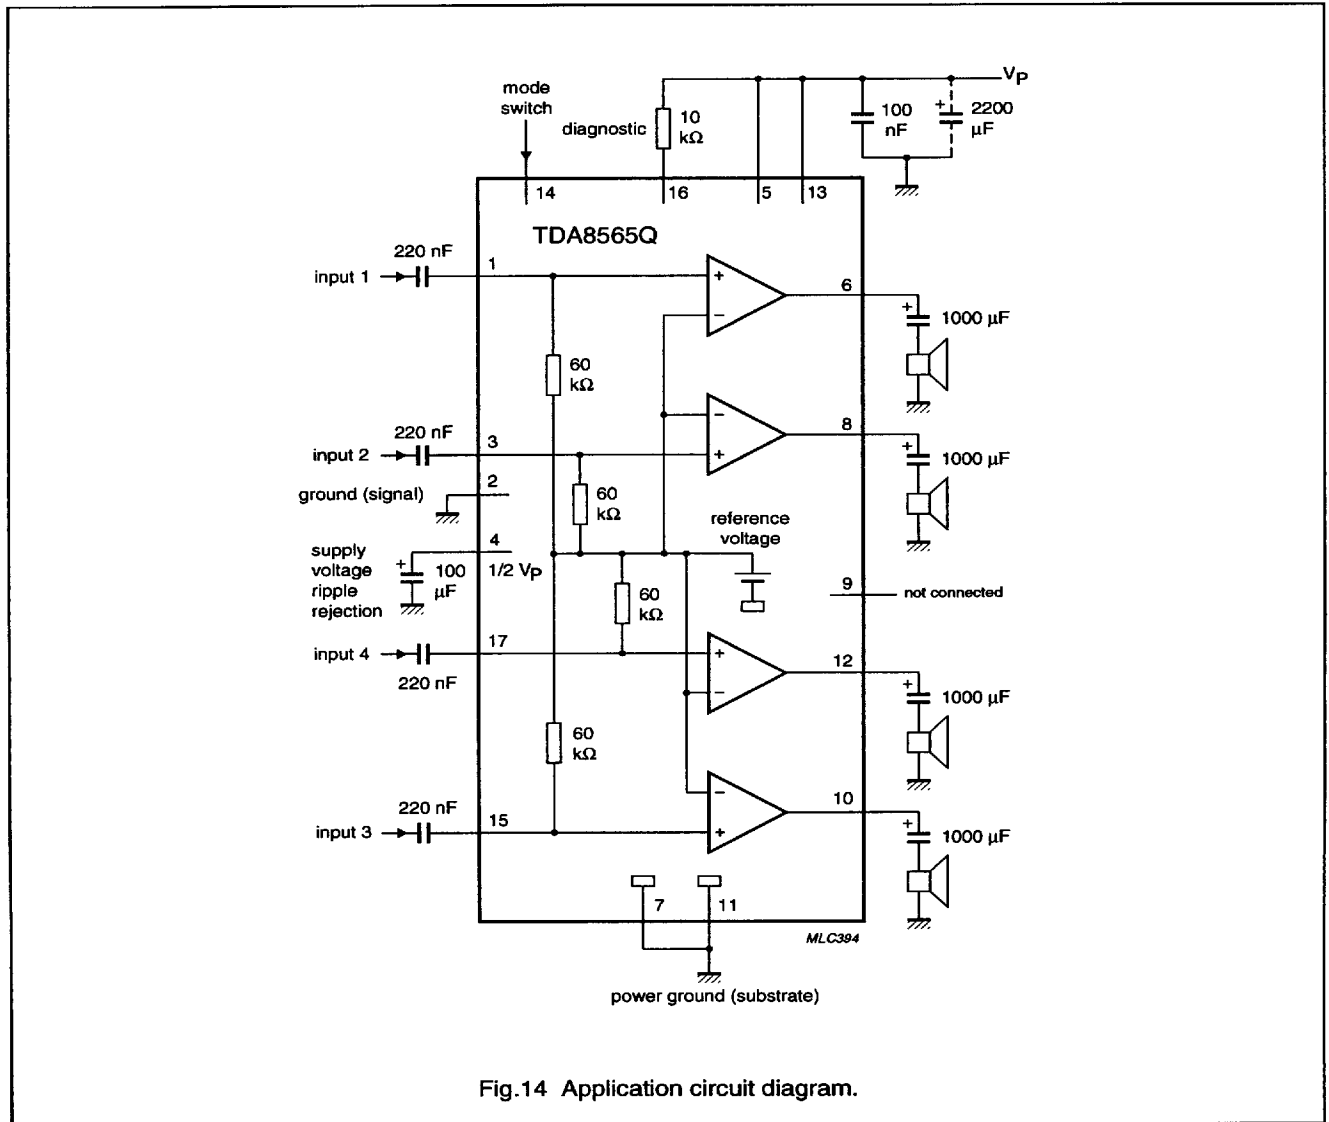 VP
mode
switch
diagnostic
10
kΩ
100
nF
+
2200
µF
14
16
5
13
TDA8565Q
220 nF
input 1
1
+
−
6
+
1000 µF
60
kΩ
220 nF
input 2
3
−
+
8
+
1000 µF
ground (signal)
2
60
kΩ
reference
voltage
supply
voltage
ripple
rejection
+
100
µF
4
1/2 VP
9
not connected
60
kΩ
input 4
220 nF
17
+
−
12
+
1000 µF
60
kΩ
220 nF
input 3
15
−
+
10
+
1000 µF
7
11
MLC394
power ground (substrate)
Fig.14 Application circuit diagram.